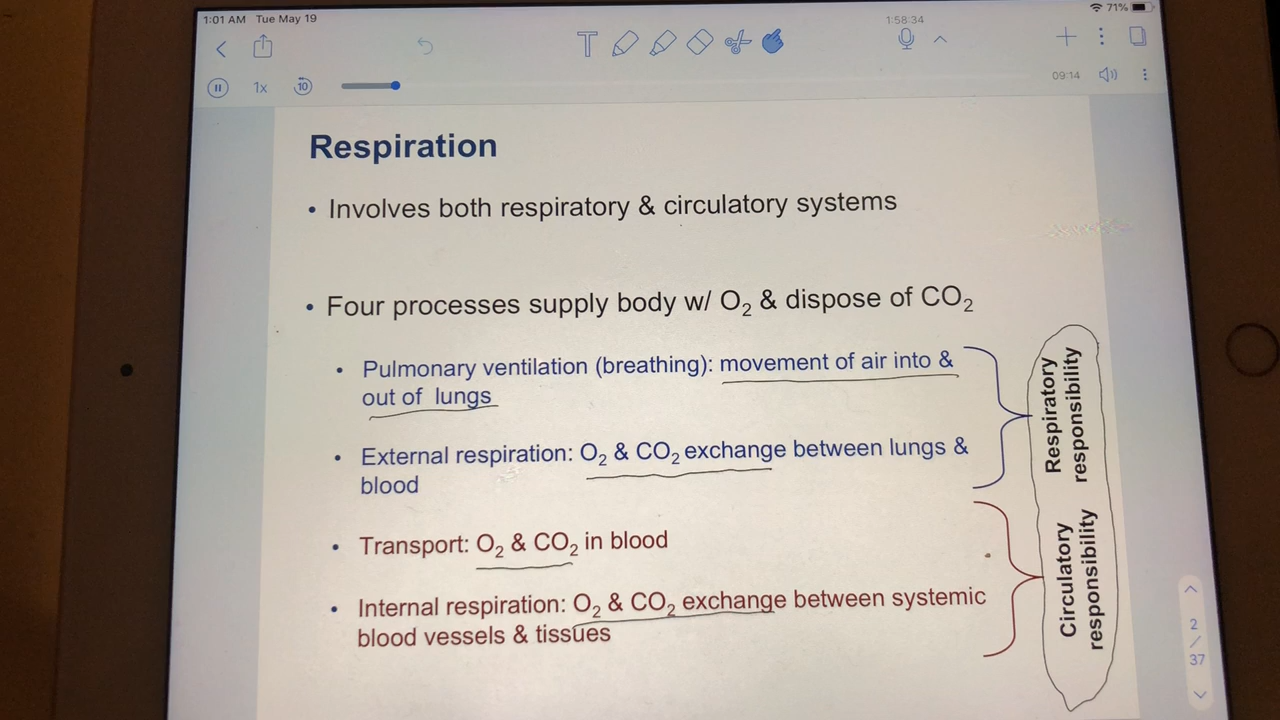 1:01 AM Tue May 19
71%
T
1:58:34
1x
10
09:14
Respiration
• Involves both respiratory & circulatory systems
• Four processes supply body w/ O₂ & dispose of CO₂
• Pulmonary ventilation (breathing): movement of air into &
out of lungs
• External respiration: O₂ & CO₂ exchange between lungs &
blood
Respiratory
responsibility
• Transport: O₂ & CO₂ in blood
• Internal respiration: O₂ & CO₂ exchange between systemic
blood vessels & tissues
Circulatory
responsibility
2
/
37